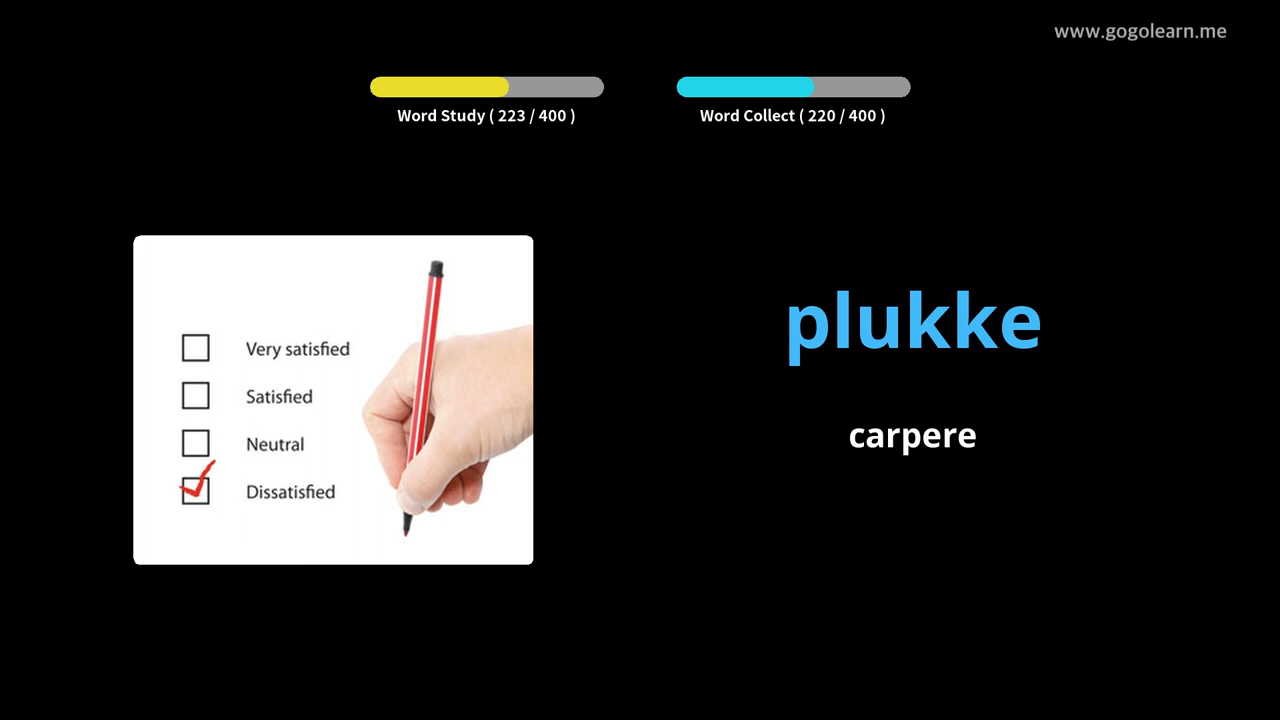 www.gogolearn.me
Word Study ( 223 / 400 )
Word Collect ( 220 / 400 )
Very satisfied
Satisfied
Neutral
Dissatisfied
plukke
carpere